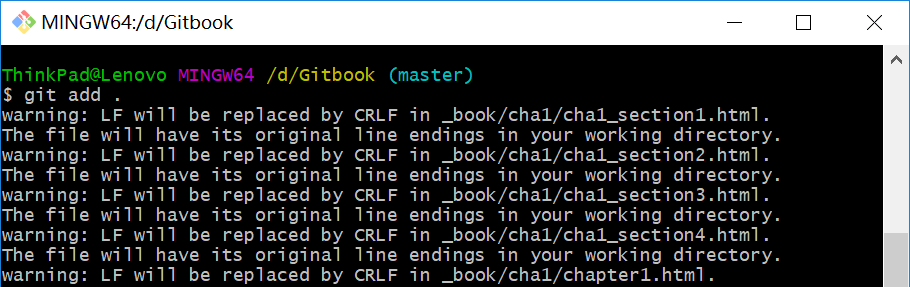 MINGW64:/d/Gitbook
ThinkPad@Lenovo MINGW64 /d/Gitbook (master)
$ git add .
warning: LF will be replaced by CRLF in _book/cha1/cha1_section1.html.
The file will have its original line endings in your working directory.
warning: LF will be replaced by CRLF in _book/cha1/cha1_section2.html.
The file will have its original line endings in your working directory.
warning: LF will be replaced by CRLF in _book/cha1/cha1_section3.html.
The file will have its original line endings in your working directory.
warning: LF will be replaced by CRLF in _book/cha1/cha1_section4.html.
The file will have its original line endings in your working directory.
warning: LF will be replaced by CRLF in _book/cha1/chapter1.html.